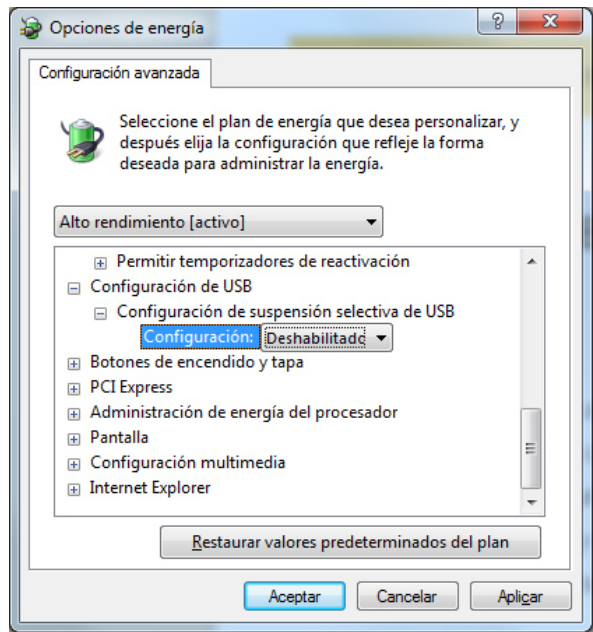 Opciones de energía
Configuración avanzada
Seleccione el plan de energía que desea personalizar, y
después elija la configuración que refleje la forma
deseada para administrar la energía.
Alto rendimiento [activo]
Permitir temporizadores de reactivación
Configuración de USB
Configuración de suspensión selectiva de USB
Configuración: Deshabilitado
Botones de encendido y tapa
PCI Express
Administración de energía del procesador
Pantalla
Configuración multimedia
Internet Explorer
Restaurar valores predeterminados del plan
Aceptar Cancelar Aplicar